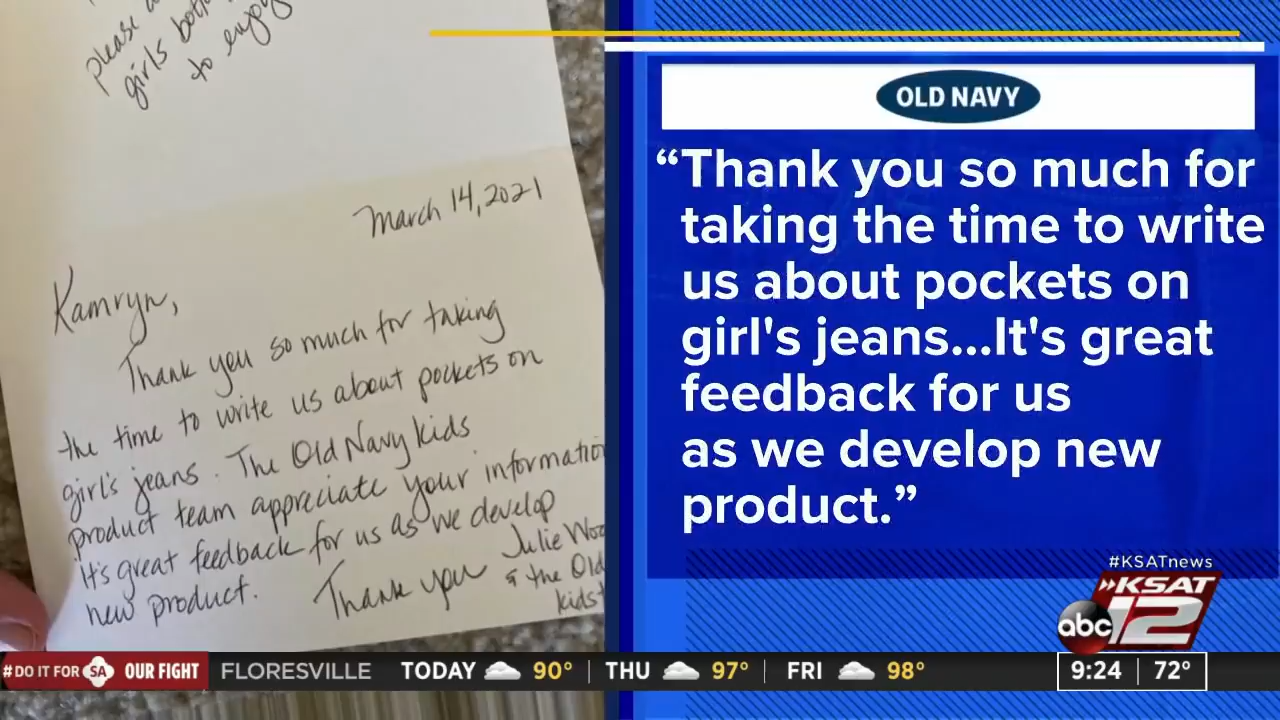 please
girls
to enjoy
March 14, 2021
Kamryn,
Thank you so much for taking
the time to write us about pockets on
girl's jeans. The Old Navy kids
product team appreciate your information
It's great feedback for us as we develop
new product.
Thank you
Julie
& the Old
kids
OLD NAVY
“Thank you so much for
taking the time to write
us about pockets on
girl's jeans...It's great
feedback for us
as we develop new
product.”
#KSATnews
KSAT
abc 12
#DO IT FOR SA OUR FIGHT FLORESVILLE TODAY 90° THU 97° FRI 98° 9:24 72°